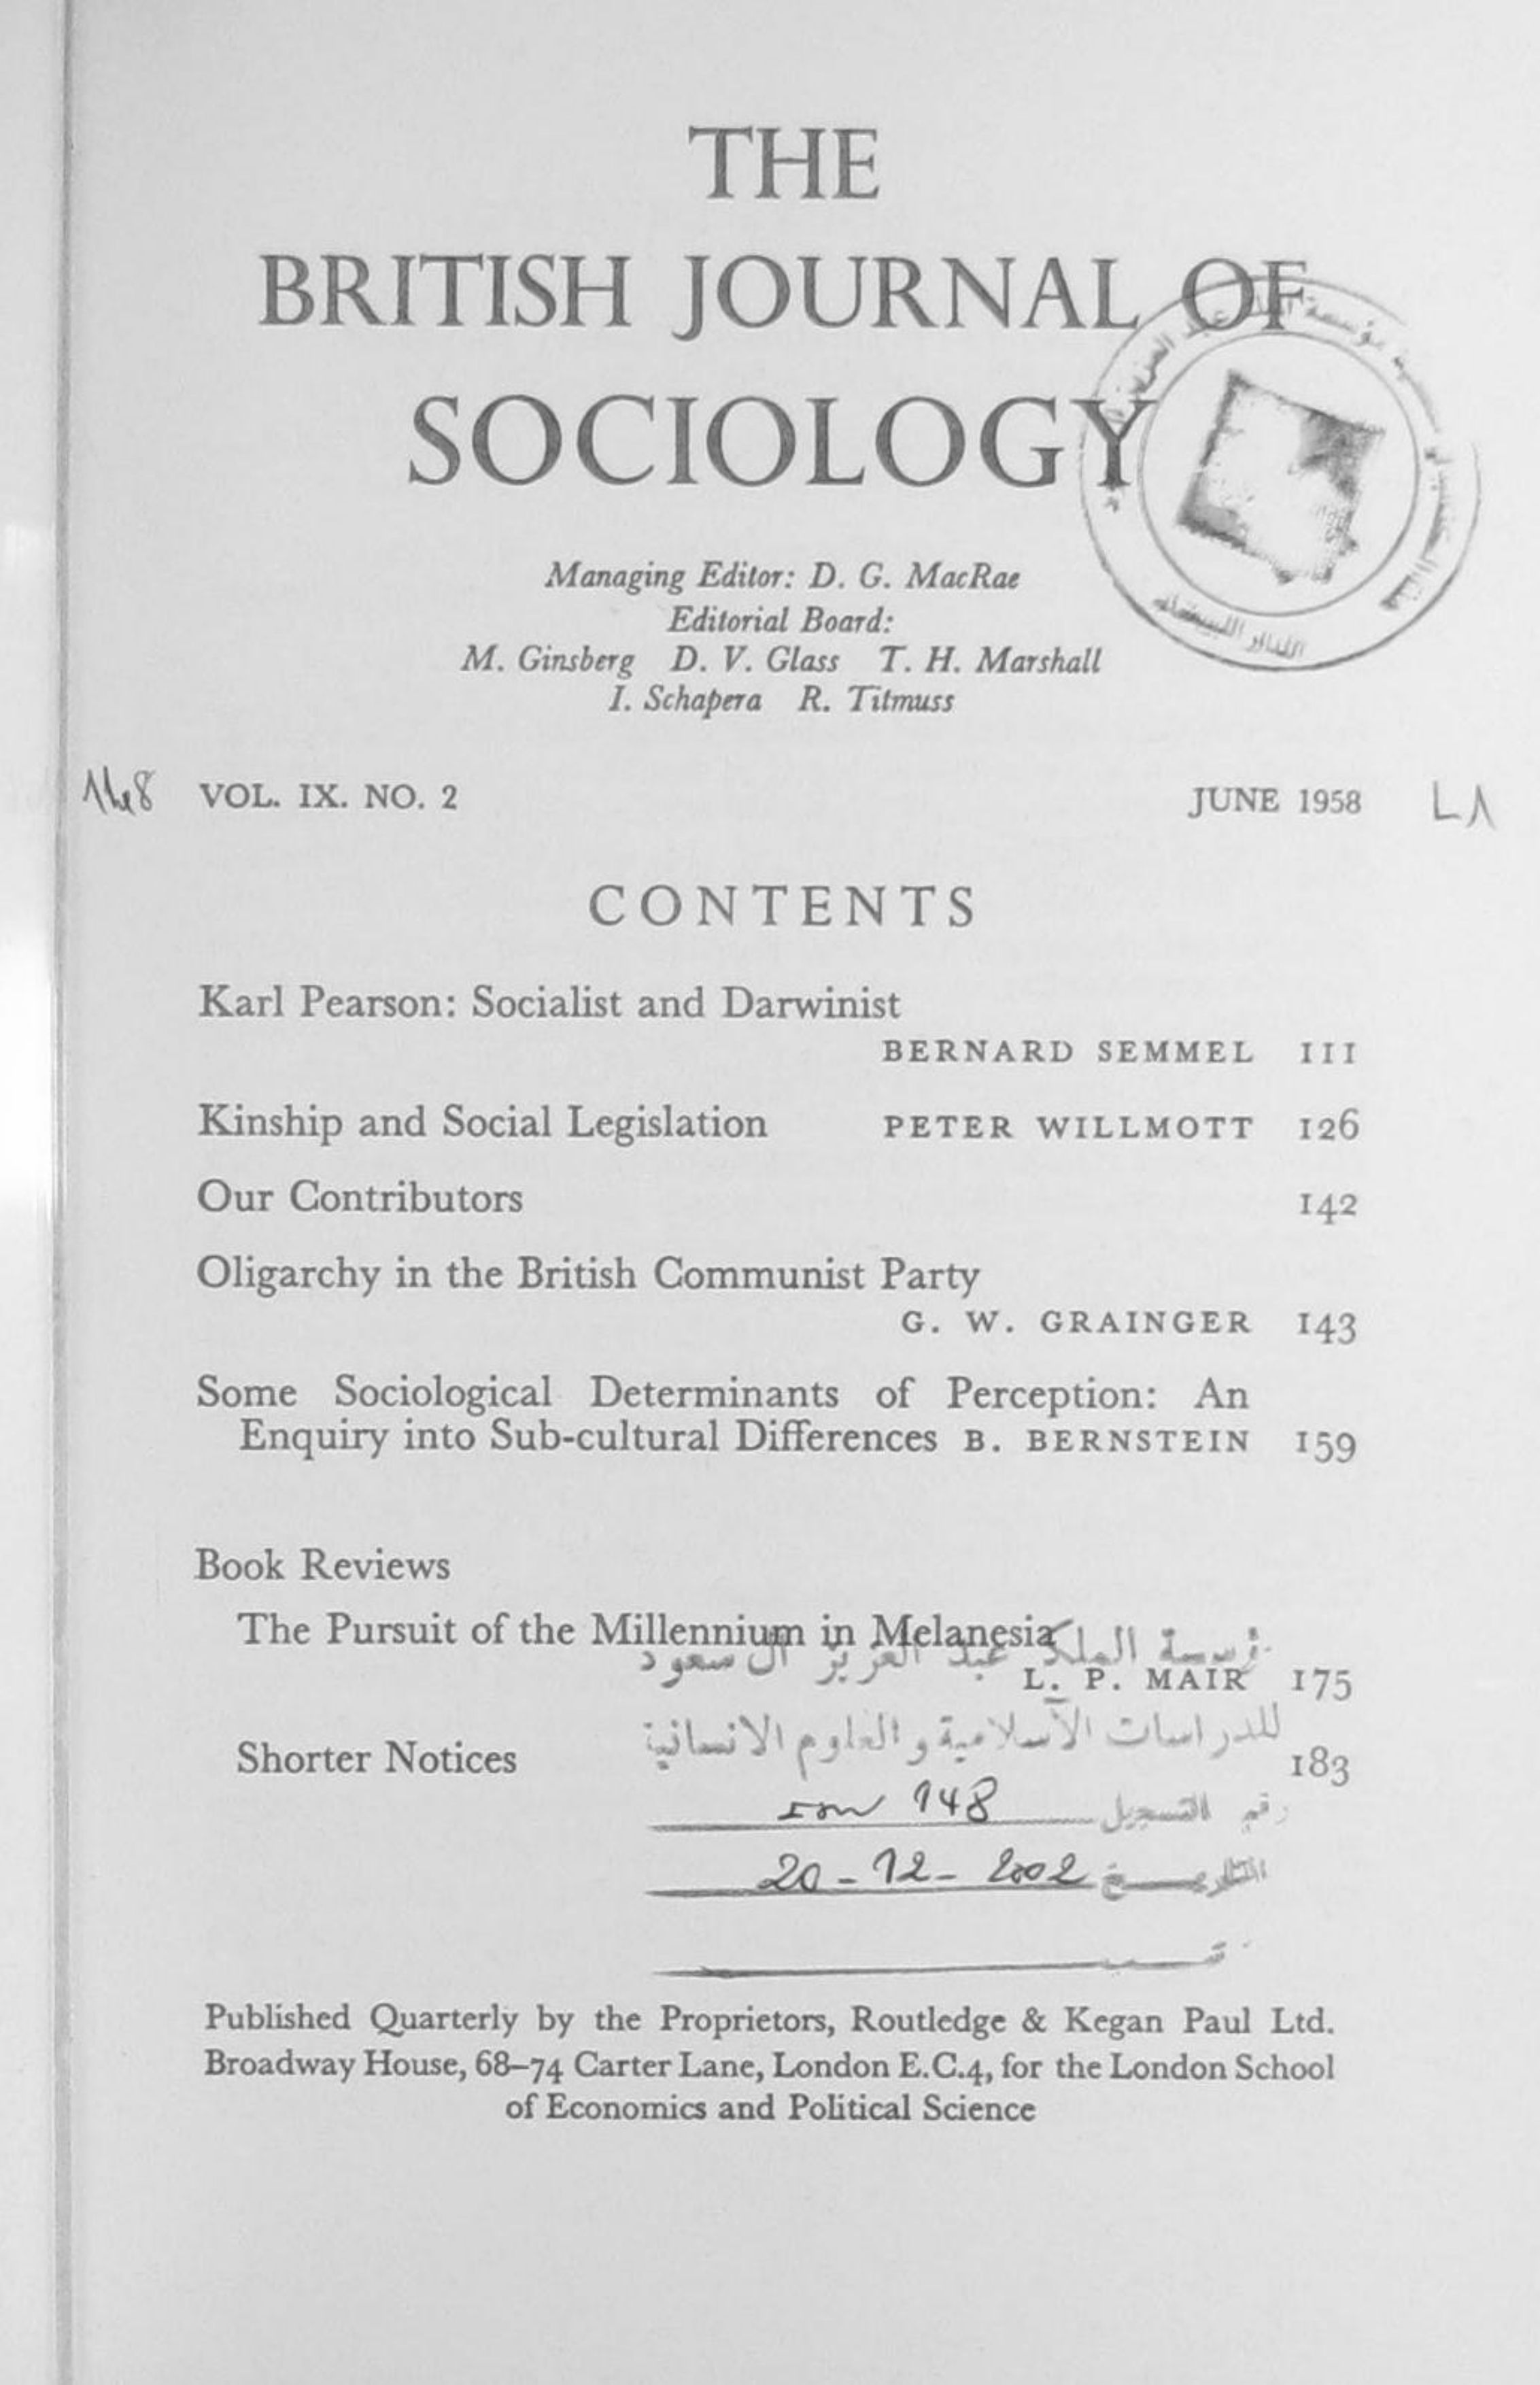 THE
BRITISH JOURNAL OF
SOCIOLOGY
Managing Editor: D. G. MacRae
Editorial Board:
M. Ginsberg D. V. Glass T. H. Marshall
I. Schapera R. Titmuss
148 VOL. IX. NO. 2 JUNE 1958 L1
CONTENTS
Karl Pearson: Socialist and Darwinist
BERNARD SEMMEL 111
Kinship and Social Legislation PETER WILLMOTT 126
Our Contributors 142
Oligarchy in the British Communist Party
G. W. GRAINGER 143
Some Sociological Determinants of Perception: An
Enquiry into Sub-cultural Differences B. BERNSTEIN 159
Book Reviews
The Pursuit of the Millennium in Melanesia
مؤسسة الملك عبد العزيز آل سعود
L. P. MAIR 175
للدراسات الاسلامية و العلوم الانسانية
Shorter Notices 183
رقم التسجيل 148
التاريخ 20-12-2002
Published Quarterly by the Proprietors, Routledge & Kegan Paul Ltd.
Broadway House, 68–74 Carter Lane, London E.C.4, for the London School
of Economics and Political Science